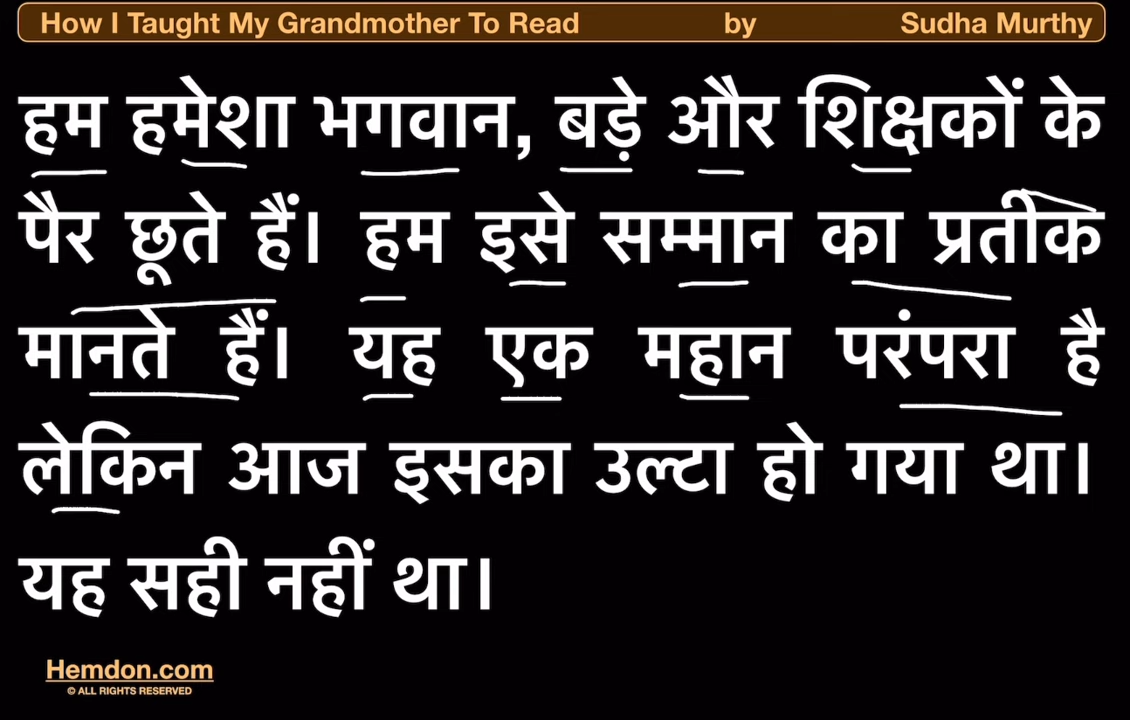 How I Taught My Grandmother To Read by Sudha Murthy
हम हमेशा भगवान, बड़े और शिक्षकों के
पैर छूते हैं। हम इसे सम्मान का प्रतीक
मानते हैं। यह एक महान परंपरा है
लेकिन आज इसका उल्टा हो गया था।
यह सही नहीं था।
Hemdon.com
© ALL RIGHTS RESERVED